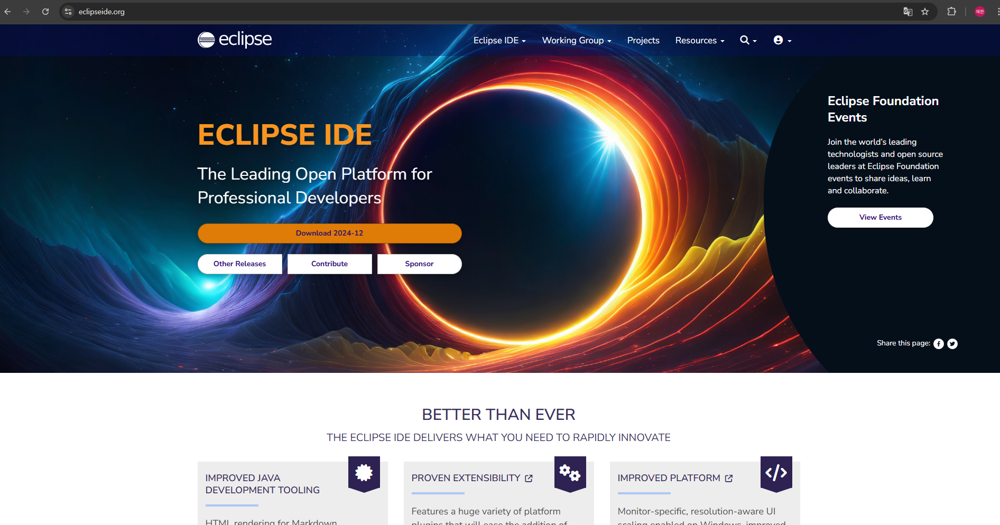 eclipseide.org
재한
eclipse
Eclipse IDE
Working Group
Projects
Resources
ECLIPSE IDE
The Leading Open Platform for
Professional Developers
Download 2024-12
Other Releases
Contribute
Sponsor
Eclipse Foundation
Events
Join the world’s leading
technologists and open source
leaders at Eclipse Foundation
events to share ideas, learn
and collaborate.
View Events
Share this page:
BETTER THAN EVER
THE ECLIPSE IDE DELIVERS WHAT YOU NEED TO RAPIDLY INNOVATE
IMPROVED JAVA
DEVELOPMENT TOOLING
HTML rendering for Markdown
PROVEN EXTENSIBILITY
Features a huge variety of platform
plugins that will ease the addition of
IMPROVED PLATFORM
Monitor-specific, resolution-aware UI
scaling enabled on Windows, improved